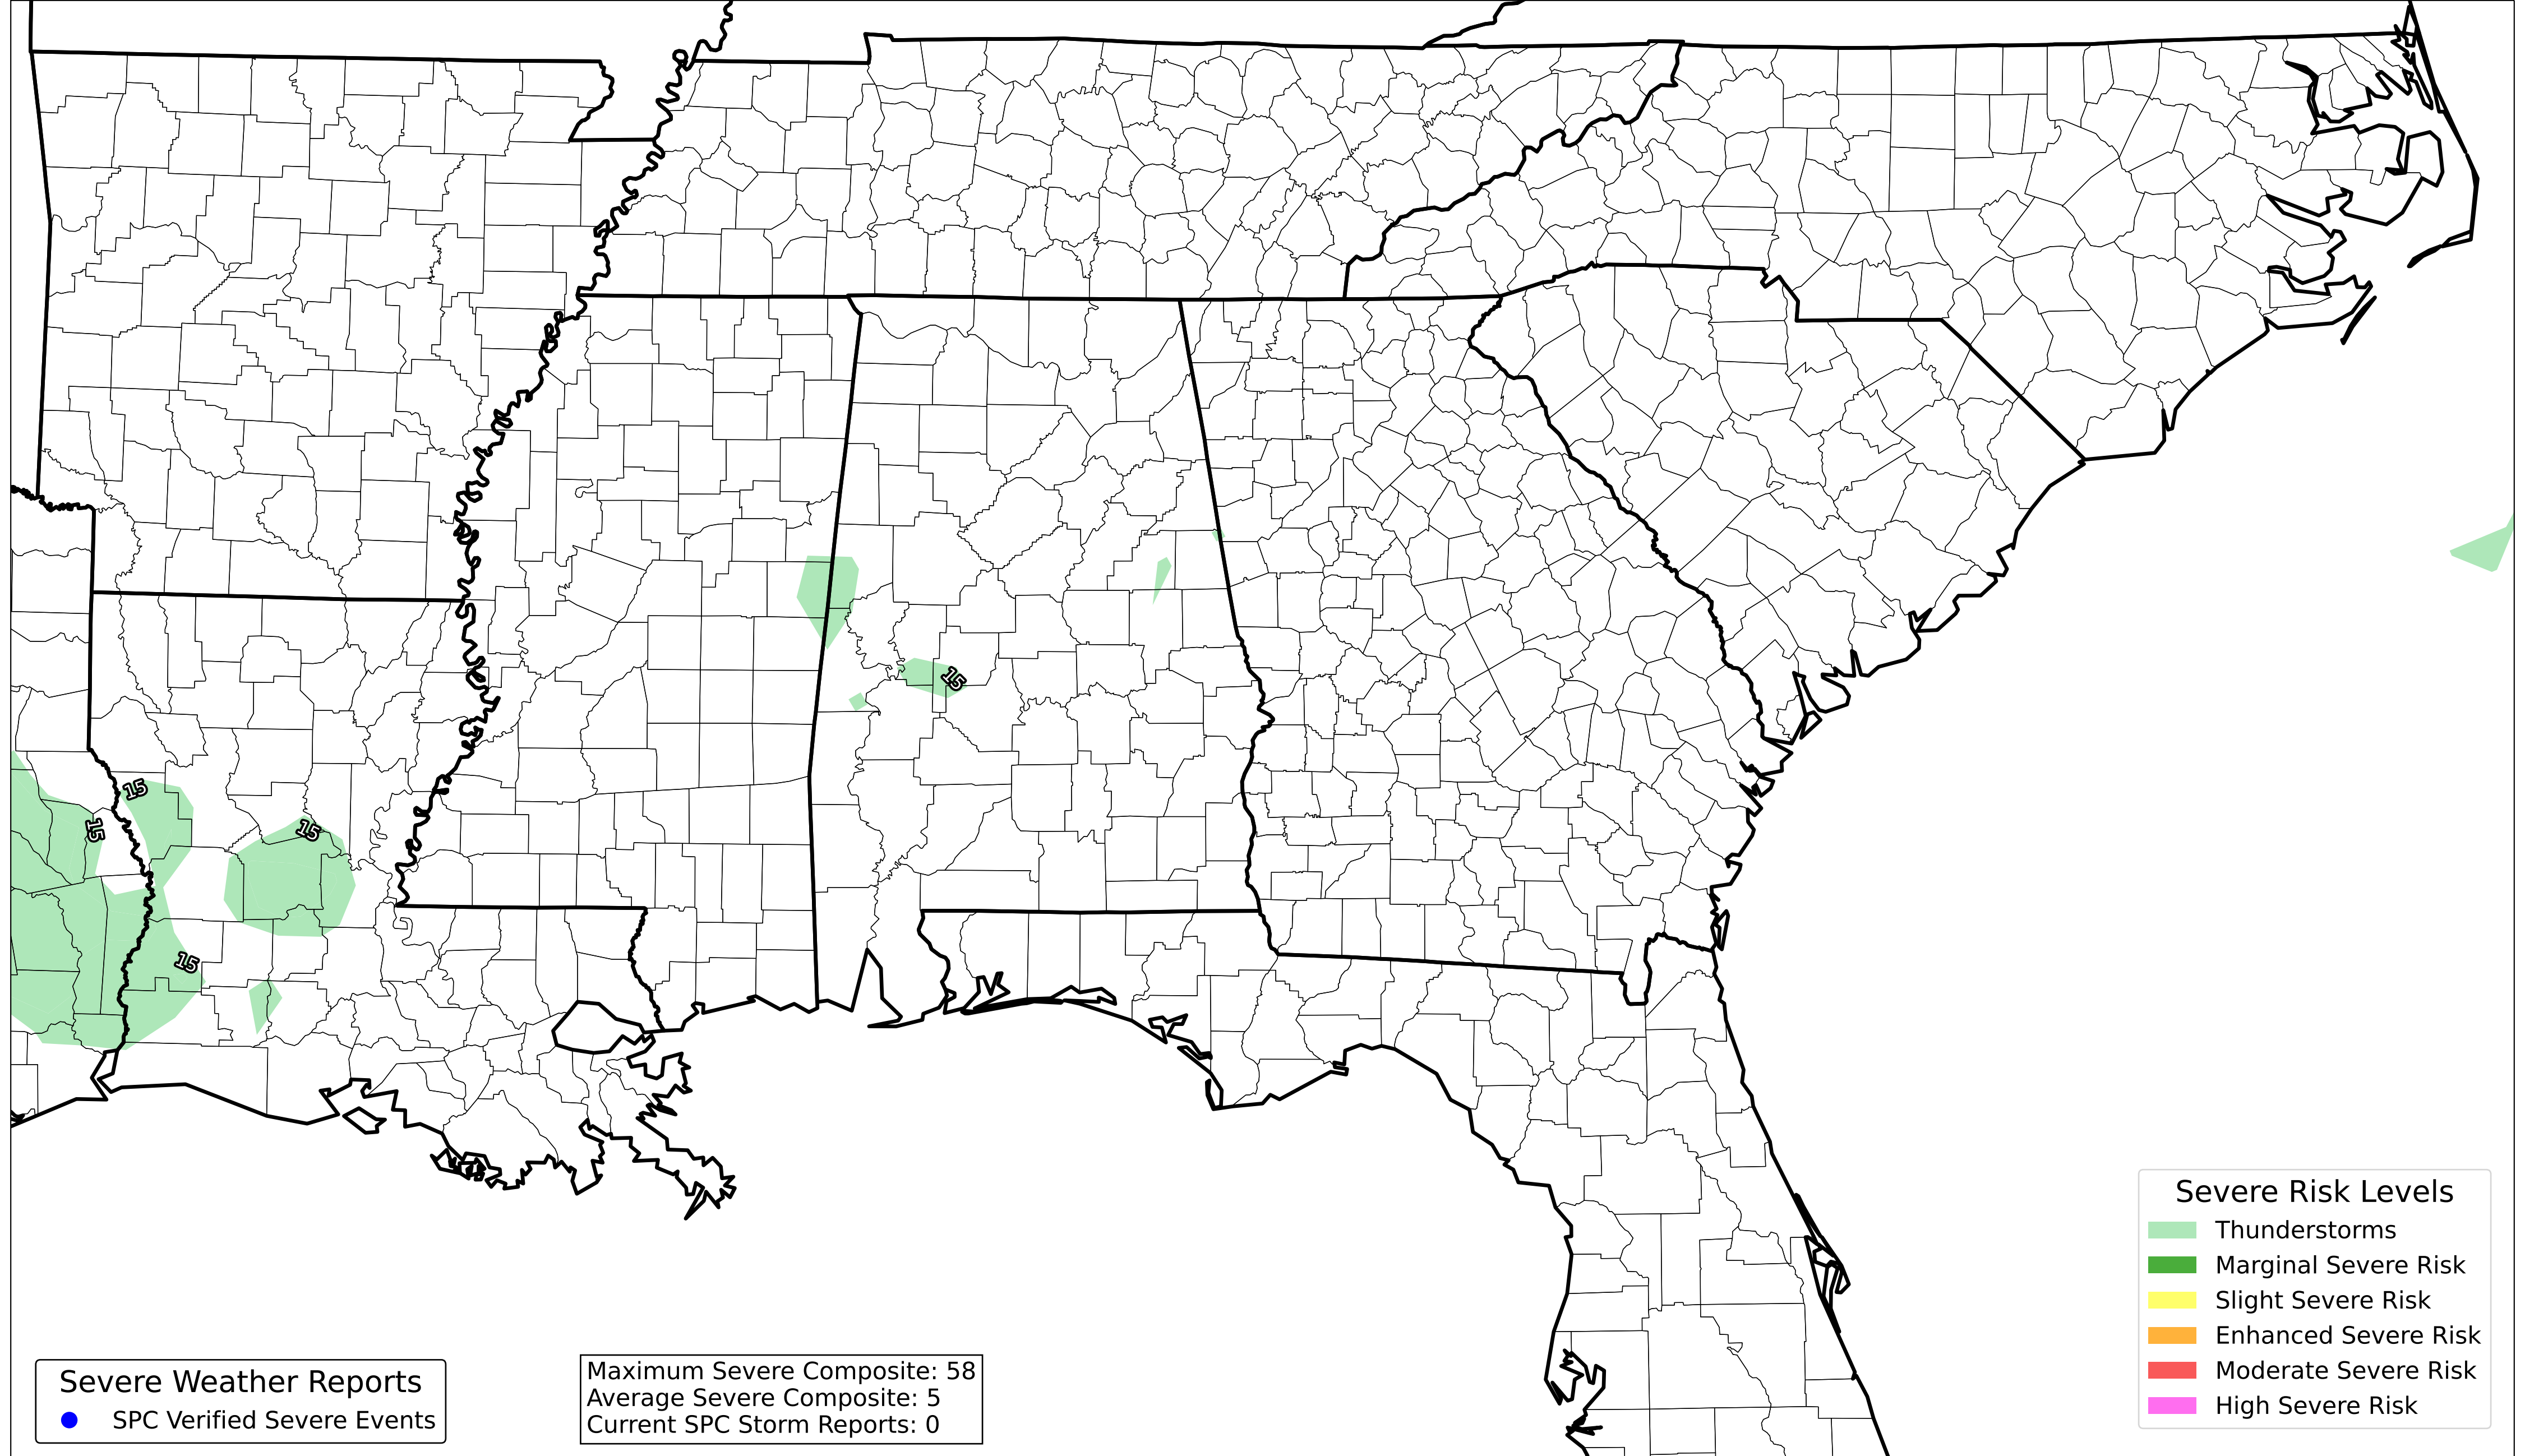 15
15
15
15
15
Severe Risk Levels
Thunderstorms
Marginal Severe Risk
Slight Severe Risk
Enhanced Severe Risk
Moderate Severe Risk
High Severe Risk
Severe Weather Reports
SPC Verified Severe Events
Maximum Severe Composite: 58
Average Severe Composite: 5
Current SPC Storm Reports: 0